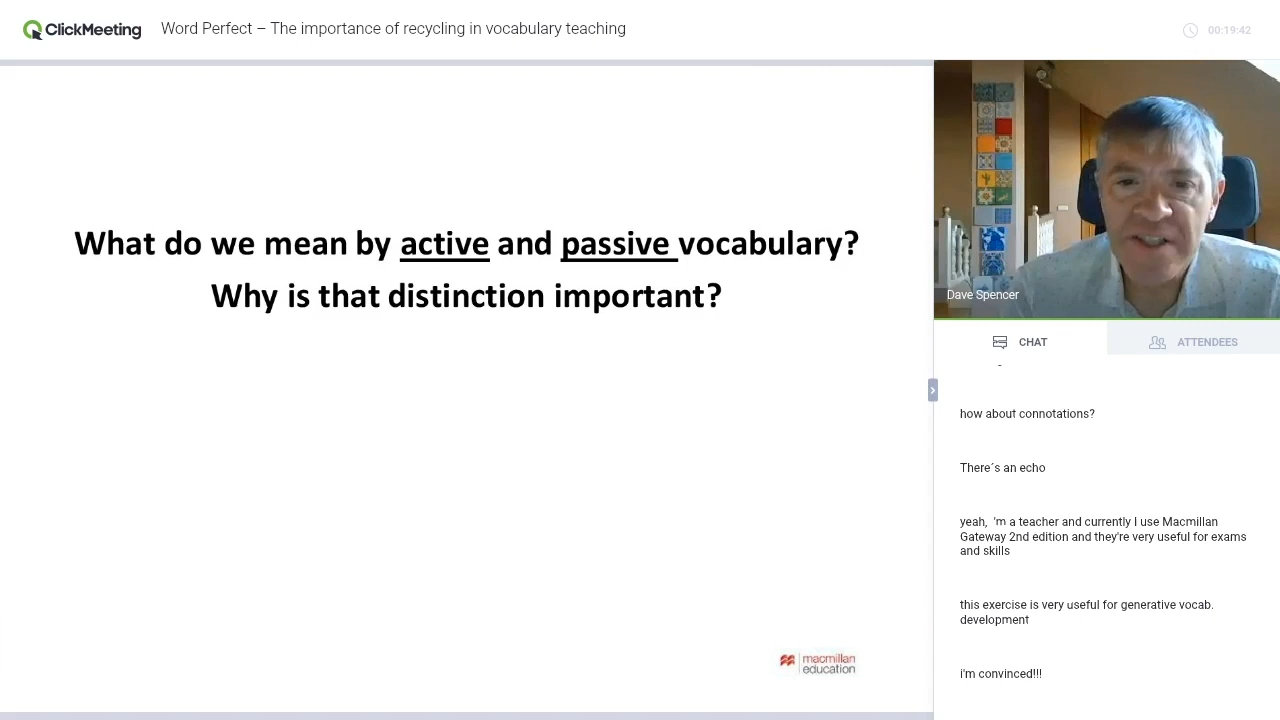 ClickMeeting
Word Perfect – The importance of recycling in vocabulary teaching
00:19:42
What do we mean by active and passive vocabulary?
Why is that distinction important?
macmillan
education
Dave Spencer
CHAT
ATTENDEES
how about connotations?
There´s an echo
yeah, 'm a teacher and currently I use Macmillan
Gateway 2nd edition and they're very useful for exams
and skills
this exercise is very useful for generative vocab.
development
i'm convinced!!!